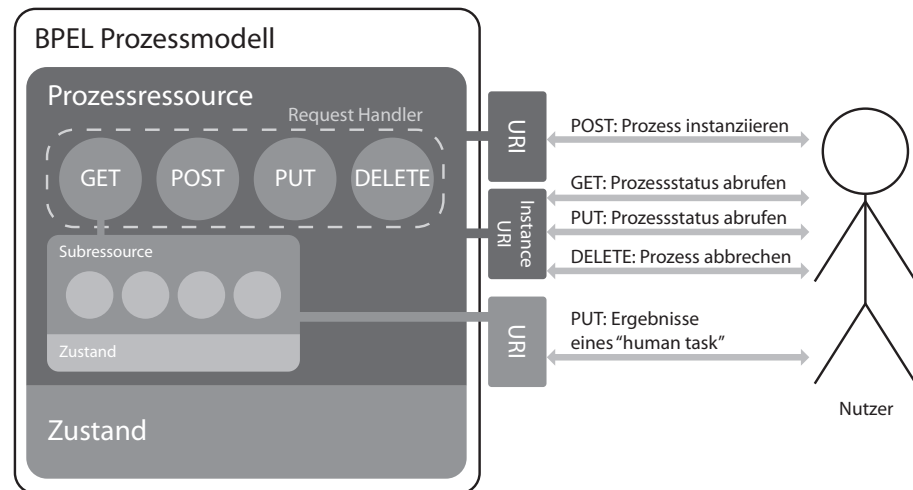 BPEL Prozessmodell
Prozessressource
Request Handler
GET
POST
PUT
DELETE
Subressource
Zustand
Zustand
URI
Instance
URI
URI
POST: Prozess instanziieren
GET: Prozessstatus abrufen
PUT: Prozessstatus abrufen
DELETE: Prozess abbrechen
PUT: Ergebnisse
eines “human task”
Nutzer